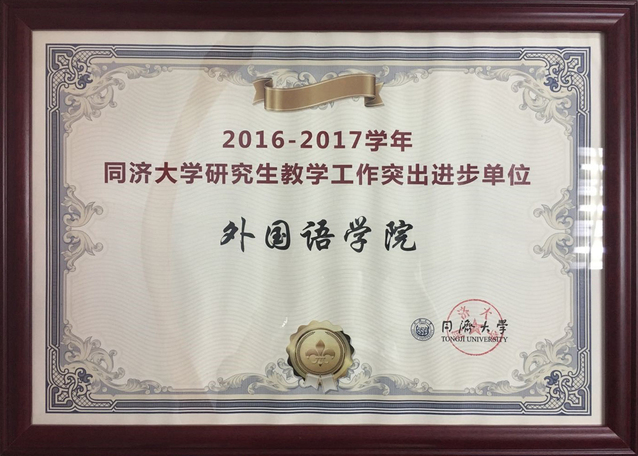 2016-2017学年
同济大学研究生教学工作突出进步单位
外国语学院
同濟大学
TONGJI UNIVERSITY